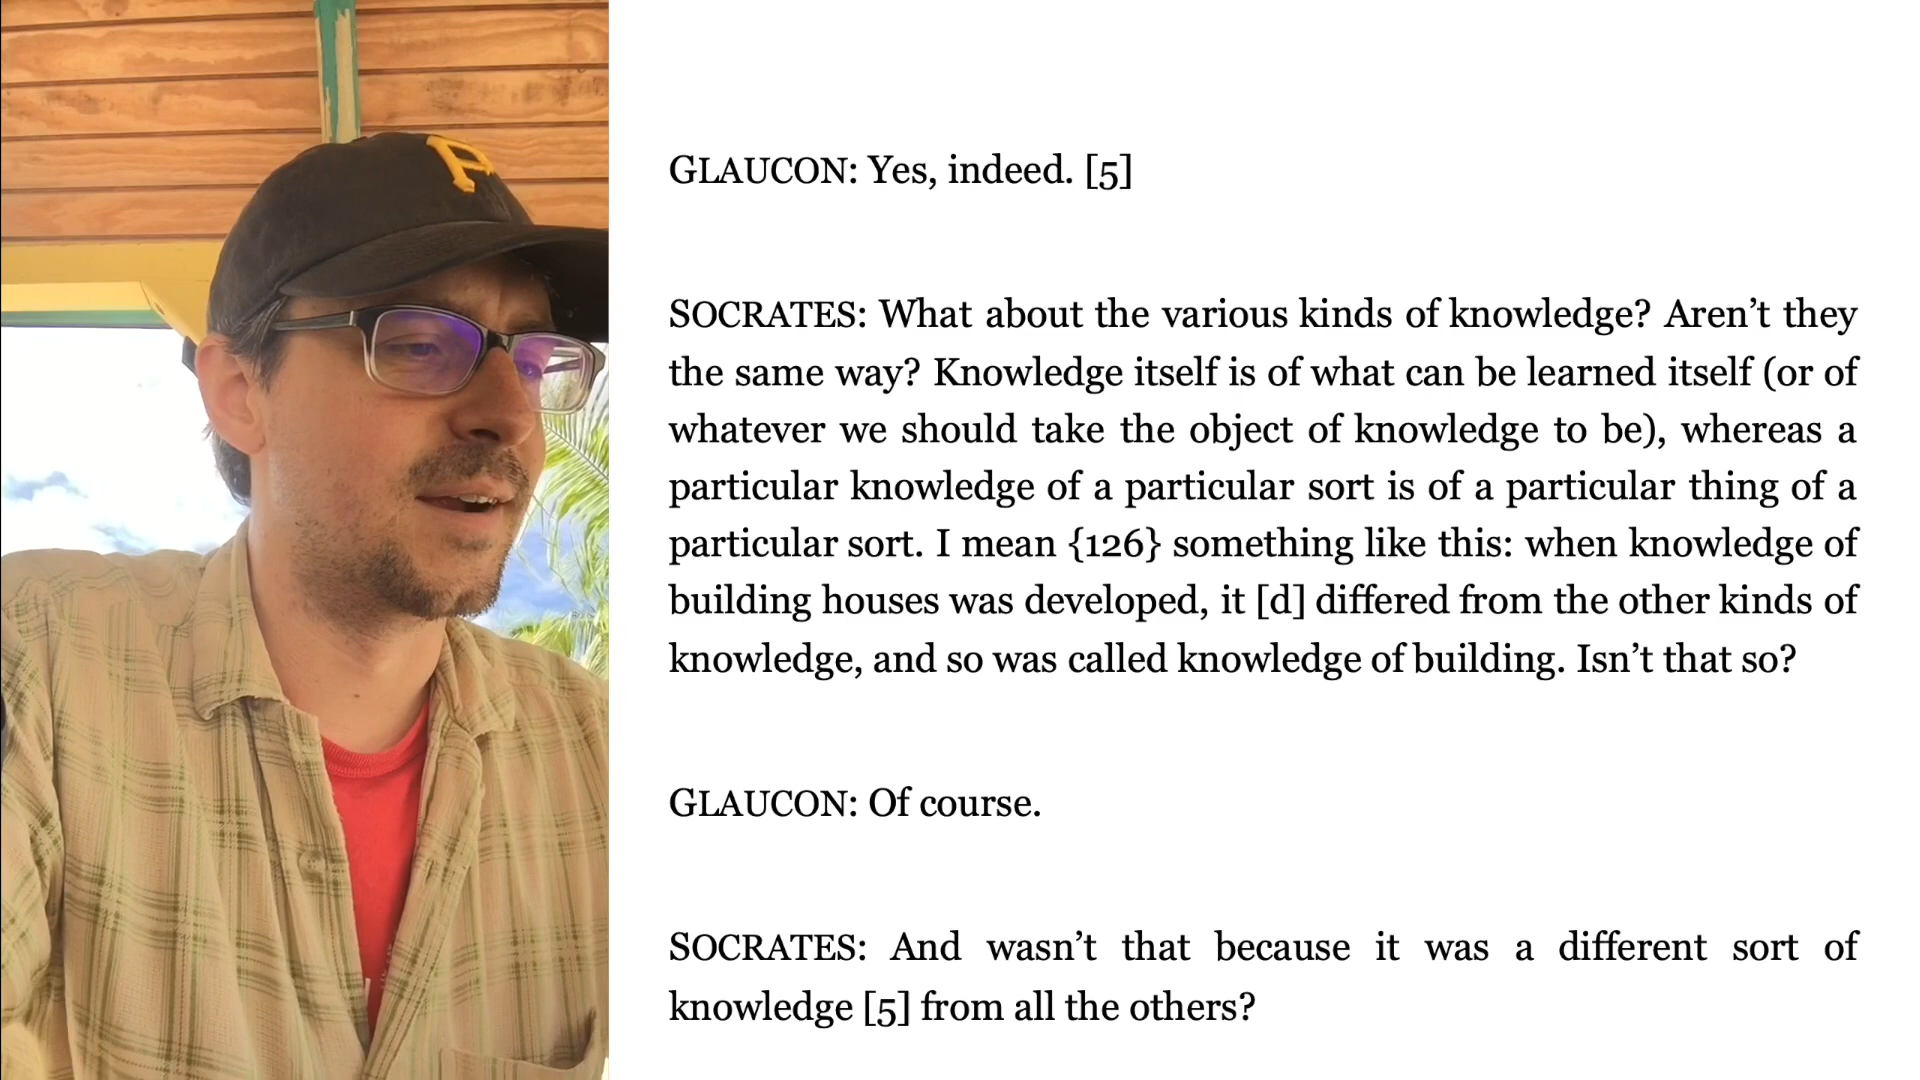 P
GLAUCON: Yes, indeed. [5]
SOCRATES: What about the various kinds of knowledge? Aren’t they
the same way? Knowledge itself is of what can be learned itself (or of
whatever we should take the object of knowledge to be), whereas a
particular knowledge of a particular sort is of a particular thing of a
particular sort. I mean {126} something like this: when knowledge of
building houses was developed, it [d] differed from the other kinds of
knowledge, and so was called knowledge of building. Isn’t that so?
GLAUCON: Of course.
SOCRATES: And wasn’t that because it was a different sort of
knowledge [5] from all the others?